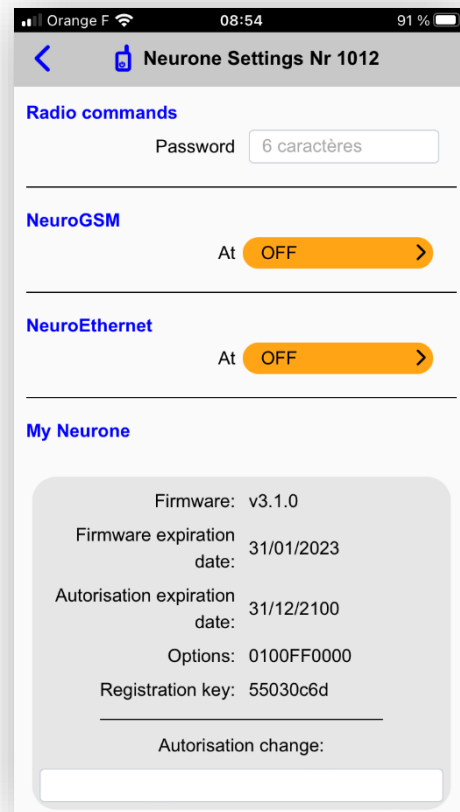 Orange F 08:54 91 %
Neurone Settings Nr 1012
Radio commands
Password 6 caractères
NeuroGSM
At OFF
NeuroEthernet
At OFF
My Neurone
Firmware: v3.1.0
Firmware expiration
date: 31/01/2023
Autorisation expiration
date: 31/12/2100
Options: 0100FF0000
Registration key: 55030c6d
Autorisation change: